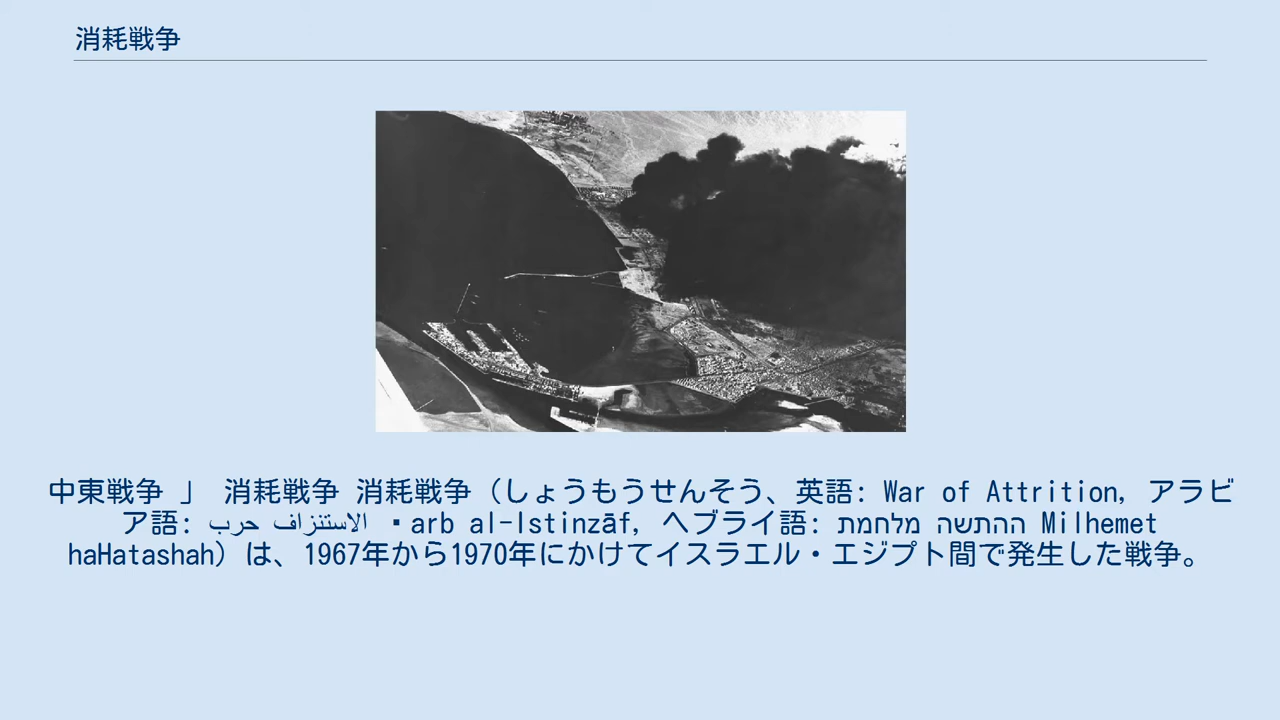 消耗戦争
中東戦争 」 消耗戦争 消耗戦争（しょうもうせんそう、英語: War of Attrition, アラビ
ア語: حرب الاستنزاف ▪arb al-Istinzāf, ヘブライ語: מלחמת ההתשה Milhemet
haHatashah）は、1967年から1970年にかけてイスラエル・エジプト間で発生した戦争。